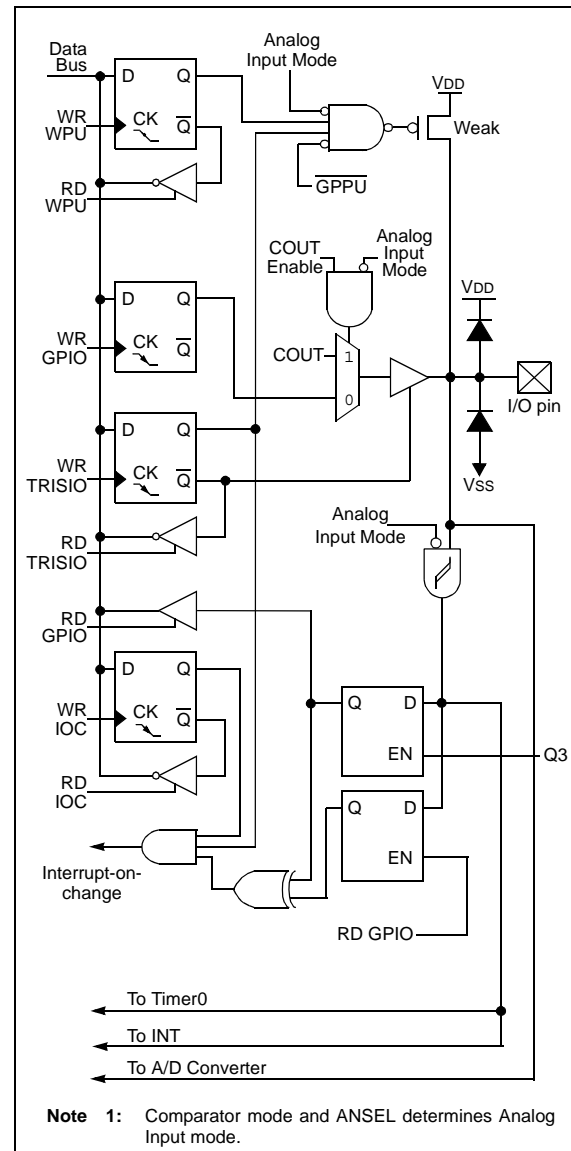 Analog
Input Mode
Data
Bus
D Q
WR
WPU
CK Q
VDD
Weak
RD
WPU
GPPU
COUT
Enable
Analog
Input
Mode
D Q
WR
GPIO
CK Q
COUT
1
0
VDD
I/O pin
D Q
WR
TRISIO
CK Q
VSS
RD
TRISIO
Analog
Input Mode
RD
GPIO
D Q
WR
IOC
CK Q
Q D
EN
Q3
RD
IOC
Q D
EN
Interrupt-on-
change
RD GPIO
To Timer0
To INT
To A/D Converter
Note 1: Comparator mode and ANSEL determines Analog
Input mode.